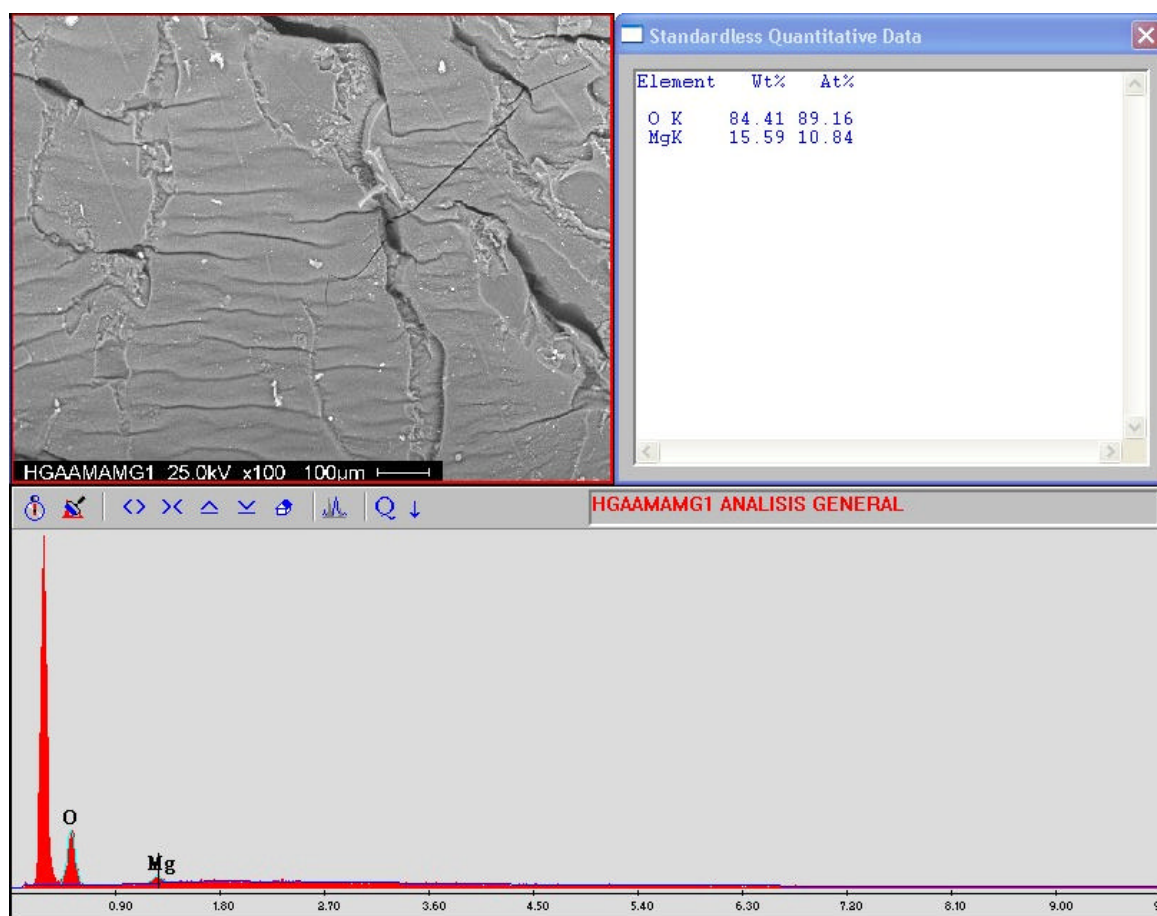 HGAAMAMG1 25.0kV x100 100µm
Standardless Quantitative Data
Element Wt% At%
O K 84.41 89.16
MgK 15.59 10.84
Q
HGAAMAMG1 ANALISIS GENERAL
O
Mg
0.90 1.80 2.70 3.60 4.50 5.40 6.30 7.20 8.10 9.00